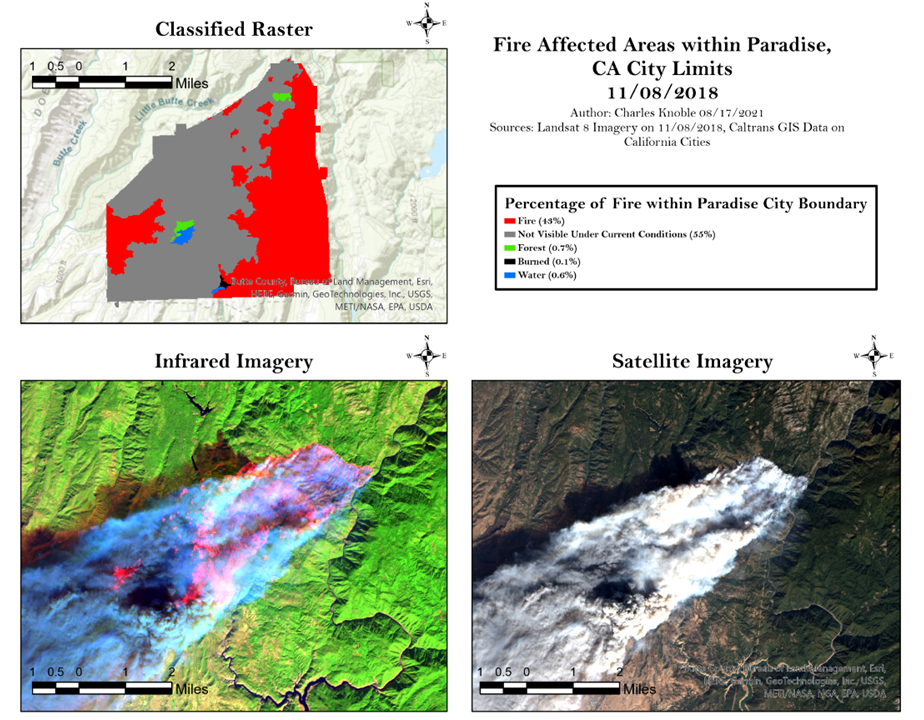 Classified Raster
N
W E
S
1 0.5 0 1 2
Miles
DOE
Little Butte Creek
Butte Creek
2000 ft
1000 ft
Butte County, Bureau of Land Management, Esri,
USGS, Garmin, GeoTechnologies, Inc., USGS,
METI/NASA, EPA, USDA
Fire Affected Areas within Paradise,
CA City Limits
11/08/2018
Author: Charles Knoble 08/17/2021
Sources: Landsat 8 Imagery on 11/08/2018, Caltrans GIS Data on
California Cities
Percentage of Fire within Paradise City Boundary
Fire (43%)
Not Visible Under Current Conditions (55%)
Forest (0.7%)
Burned (0.1%)
Water (0.6%)
Infrared Imagery
N
W E
S
1 0.5 0 1 2
Miles
Satellite Imagery
N
W E
S
1 0.5 0 1 2
Miles
Butte County, Bureau of Land Management, Esri,
Garmin, GeoTechnologies, Inc., USGS,
METI/NASA, NGA, EPA, USDA